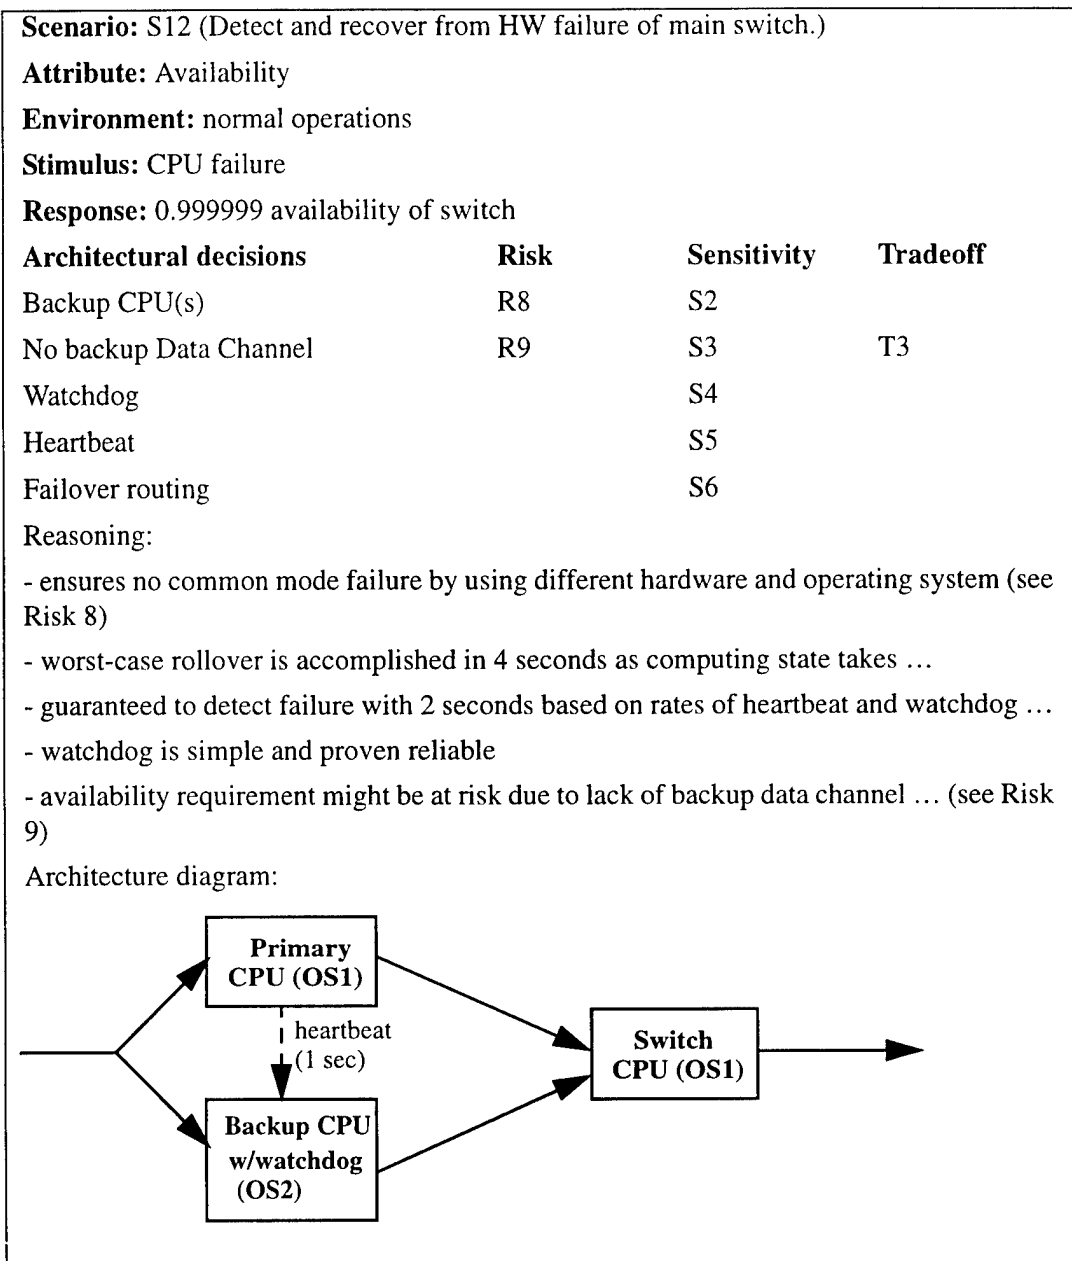 Scenario: S12 (Detect and recover from HW failure of main switch.)
Attribute: Availability
Environment: normal operations
Stimulus: CPU failure
Response: 0.999999 availability of switch
Architectural decisions Risk Sensitivity Tradeoff
Backup CPU(s) R8 S2
No backup Data Channel R9 S3 T3
Watchdog S4
Heartbeat S5
Failover routing S6
Reasoning:
- ensures no common mode failure by using different hardware and operating system (see
Risk 8)
- worst-case rollover is accomplished in 4 seconds as computing state takes …
- guaranteed to detect failure with 2 seconds based on rates of heartbeat and watchdog …
- watchdog is simple and proven reliable
- availability requirement might be at risk due to lack of backup data channel … (see Risk
9)
Architecture diagram:
Primary
CPU (OS1)
heartbeat
(1 sec)
Switch
CPU (OS1)
Backup CPU
w/watchdog
(OS2)